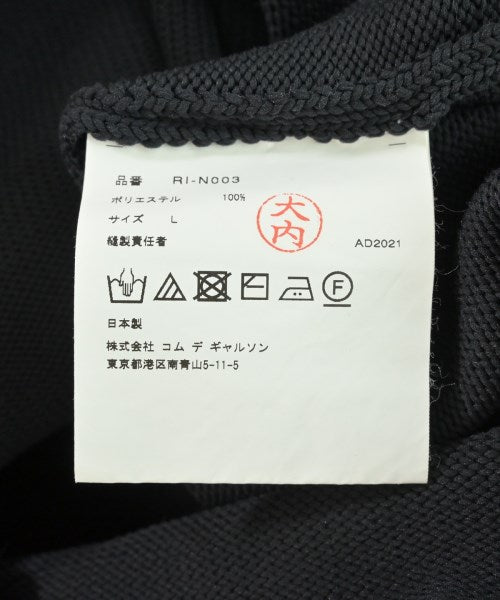 品番 RI-N003
ポリエステル 100%
サイズ L
大内
縫製責任者 AD2021
F
日本製
株式会社 コム デ ギャルソン
東京都港区南青山5-11-5